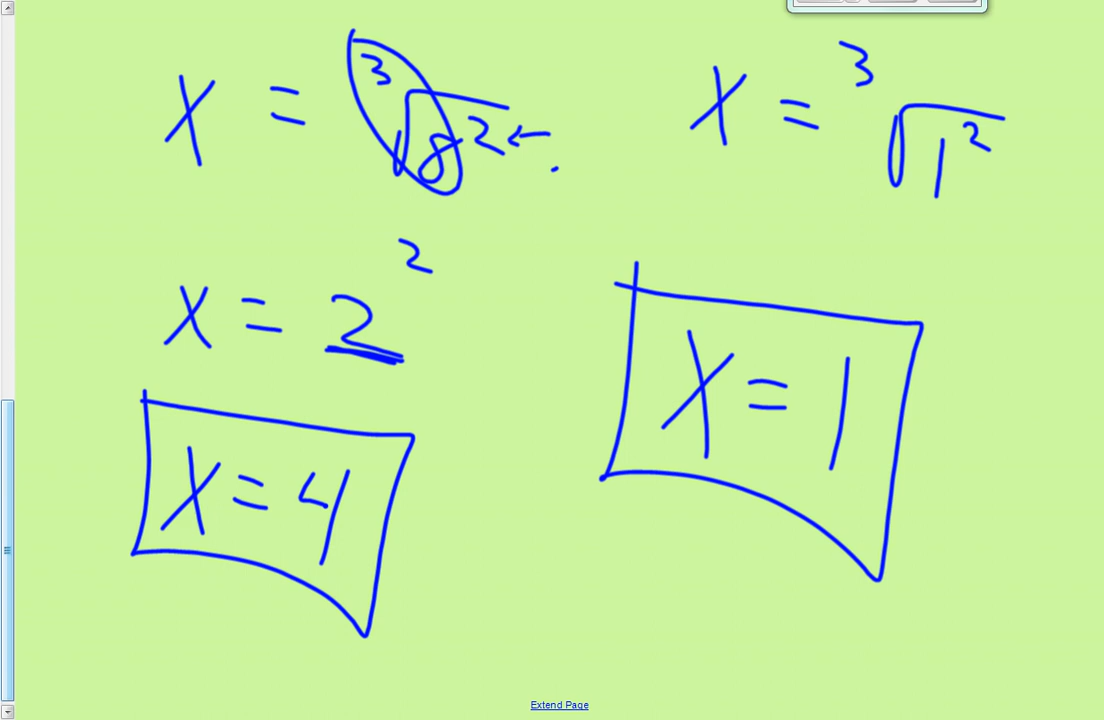 x = ∛8²
x = ∛1²
x = 2²
x = 4
x = 1
Extend Page